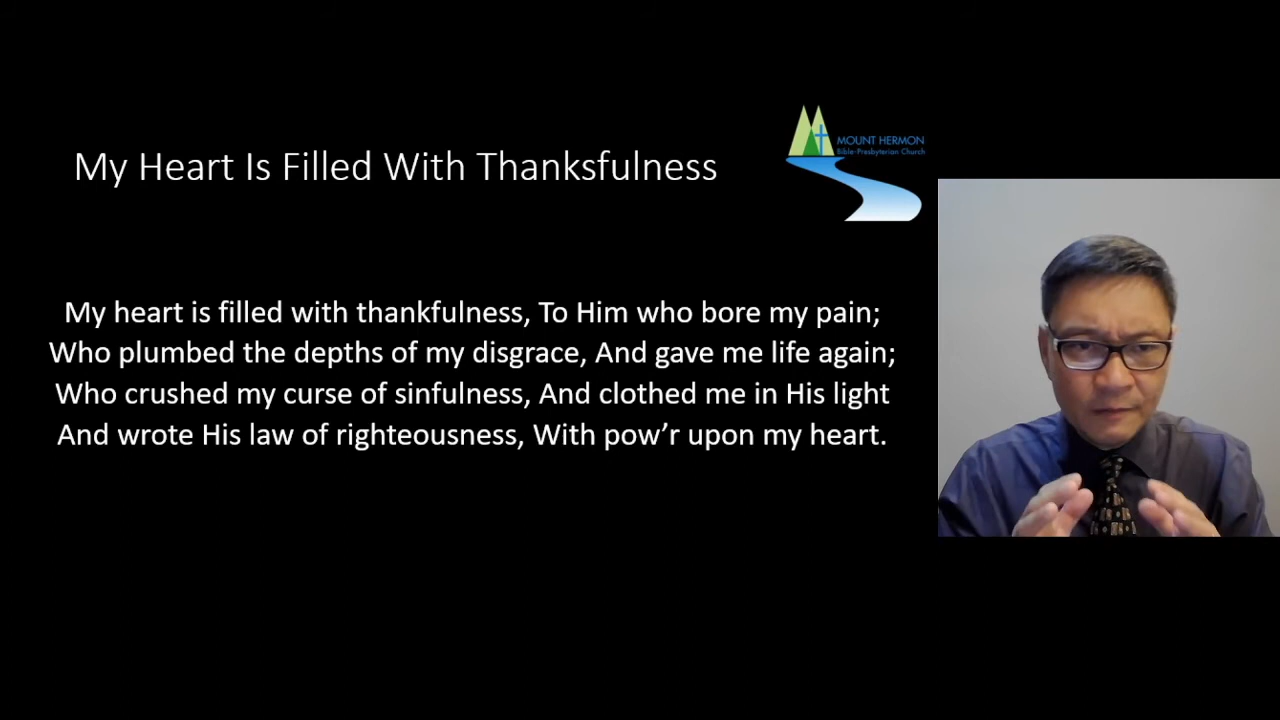 My Heart Is Filled With Thanksfulness
MOUNT HERMON
Bible-Presbyterian Church
My heart is filled with thankfulness, To Him who bore my pain;
Who plumbed the depths of my disgrace, And gave me life again;
Who crushed my curse of sinfulness, And clothed me in His light
And wrote His law of righteousness, With pow’r upon my heart.